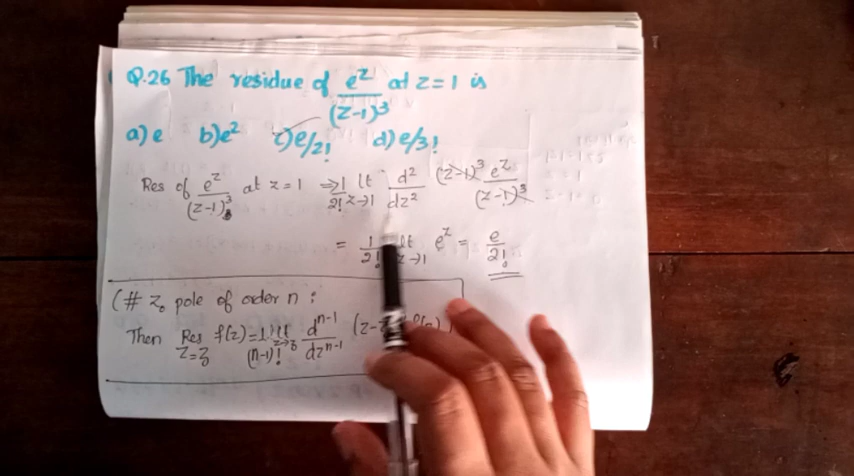 Q.26 The residue of e^z/(z-1)^3 at z=1 is
a) e b) e^2 c) e/2! d) e/3!
Res of e^z/(z-1)^3 at z=1 ⇒ 1/2! lt z→1 d^2/dz^2 (z-1)^3 e^z/(z-1)^3
= 1/2! lt z→1 e^z = e/2!
(# z₀ pole of order n :
Then Res z=z₀ f(z) = 1/(n-1)! lt z→z₀ d^(n-1)/dz^(n-1) (z-